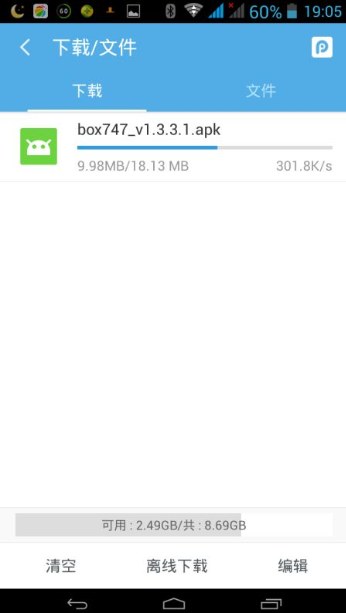 60% 19:05
下载/文件
下载 文件
box747_v1.3.3.1.apk
9.98MB/18.13 MB 301.8K/s
可用 : 2.49GB/共 : 8.69GB
清空 离线下载 编辑